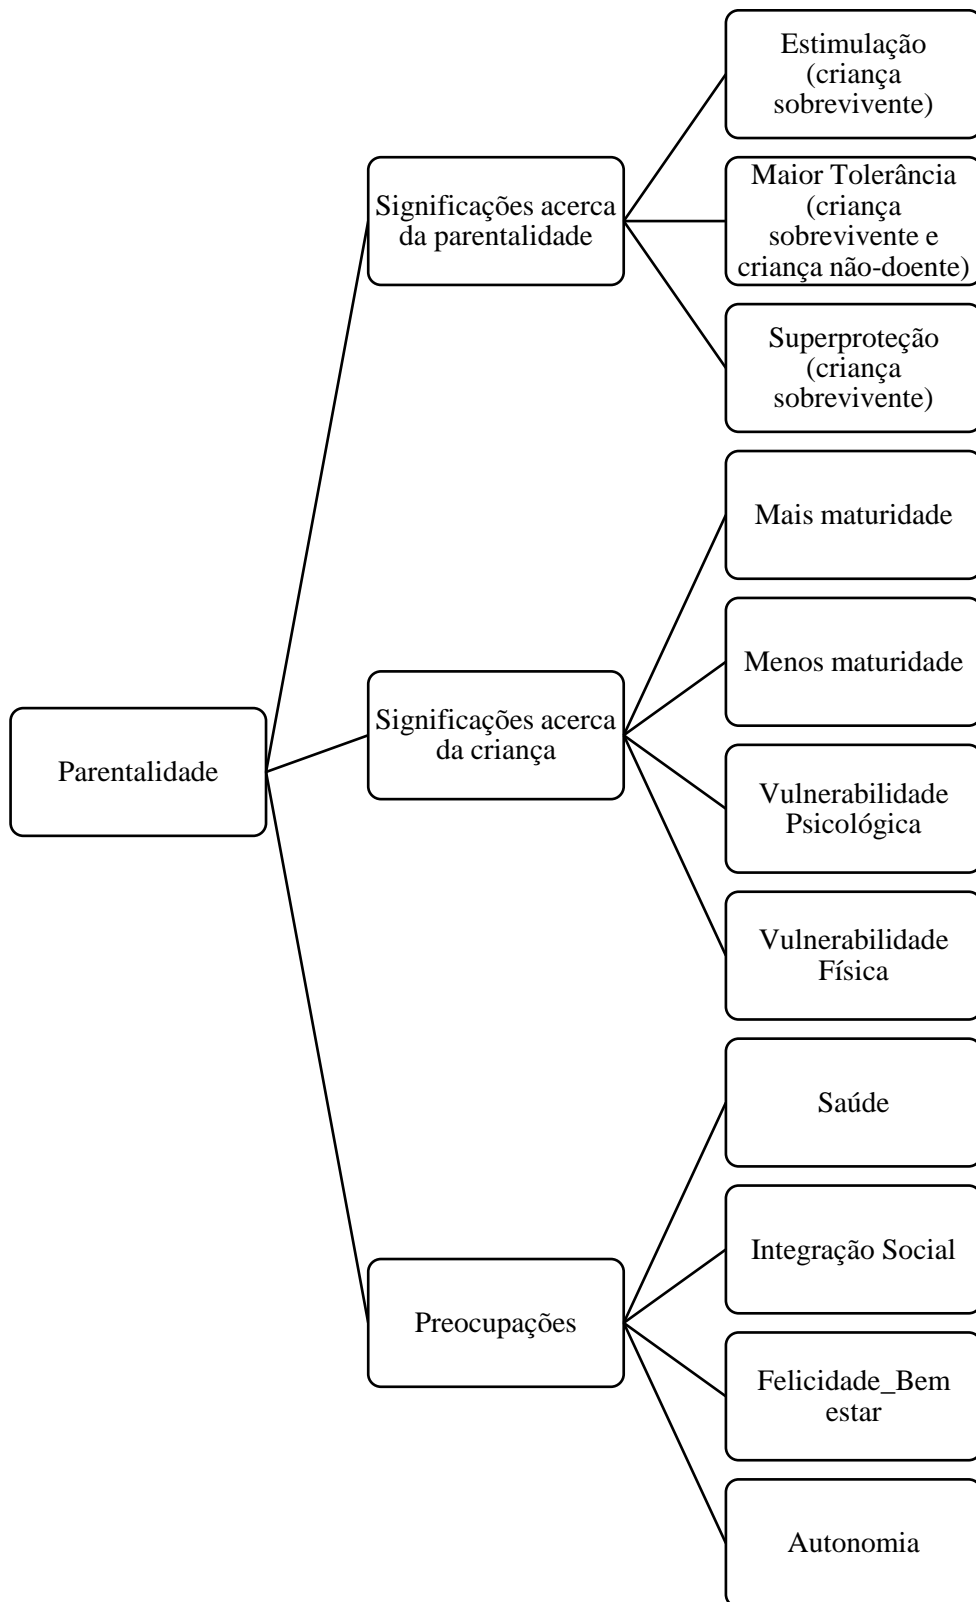 Parentalidade
Significações acerca
da parentalidade
Estimulação
(criança
sobrevivente)
Maior Tolerância
(criança
sobrevivente e
criança não-doente)
Superproteção
(criança
sobrevivente)
Significações acerca
da criança
Mais maturidade
Menos maturidade
Vulnerabilidade
Psicológica
Vulnerabilidade
Física
Preocupações
Saúde
Integração Social
Felicidade_Bem
estar
Autonomia